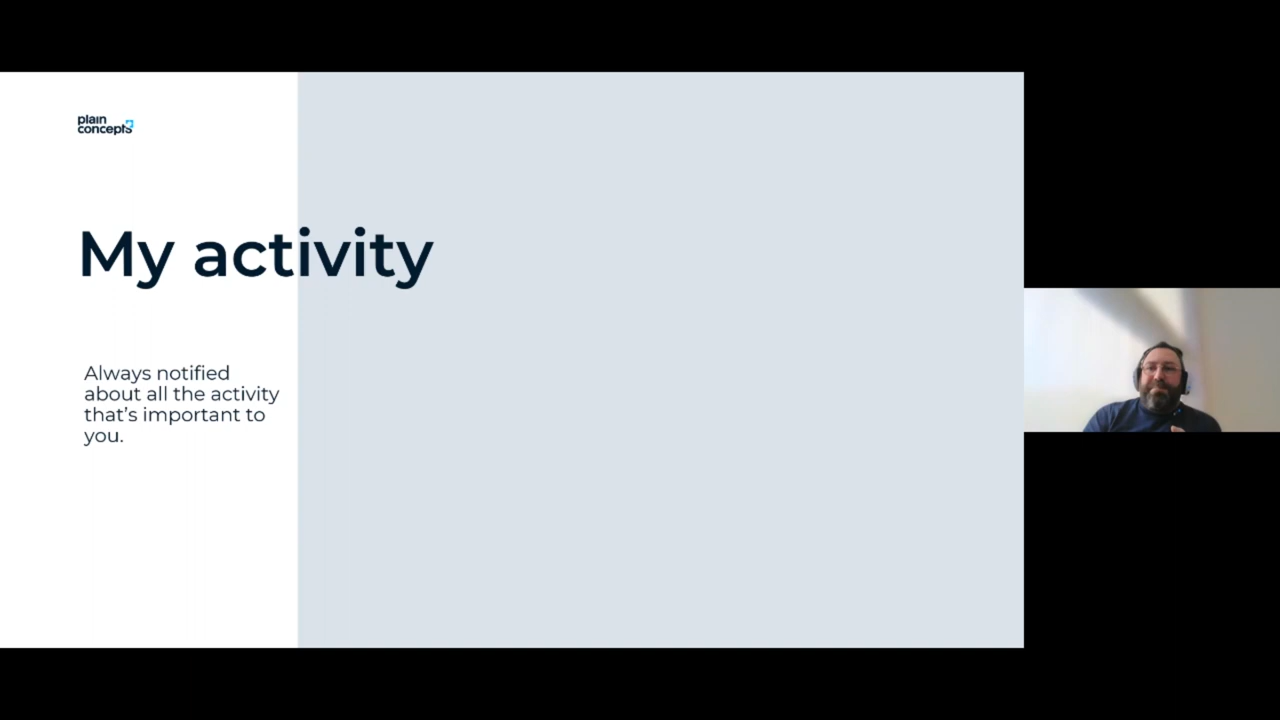 plain
concepts
My activity
Always notified
about all the activity
that's important to
you.